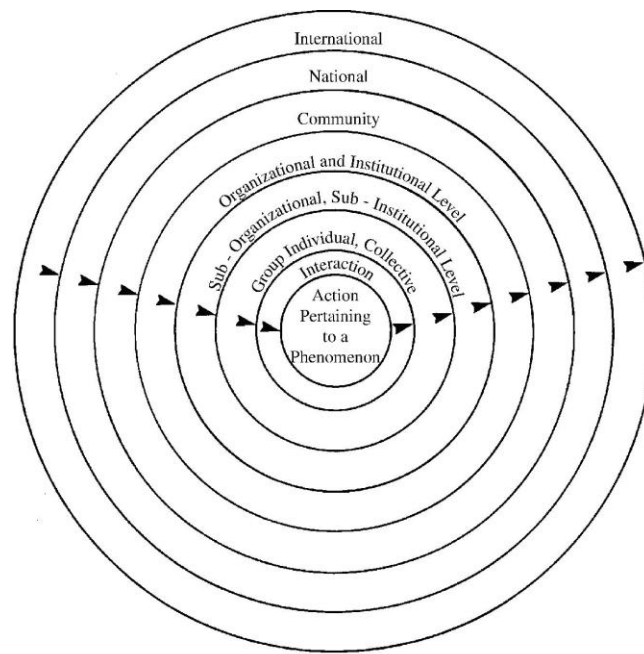 International
National
Community
Organizational and Institutional Level
Sub - Organizational, Sub - Institutional Level
Group Individual, Collective
Interaction
Action
Pertaining
to a
Phenomenon